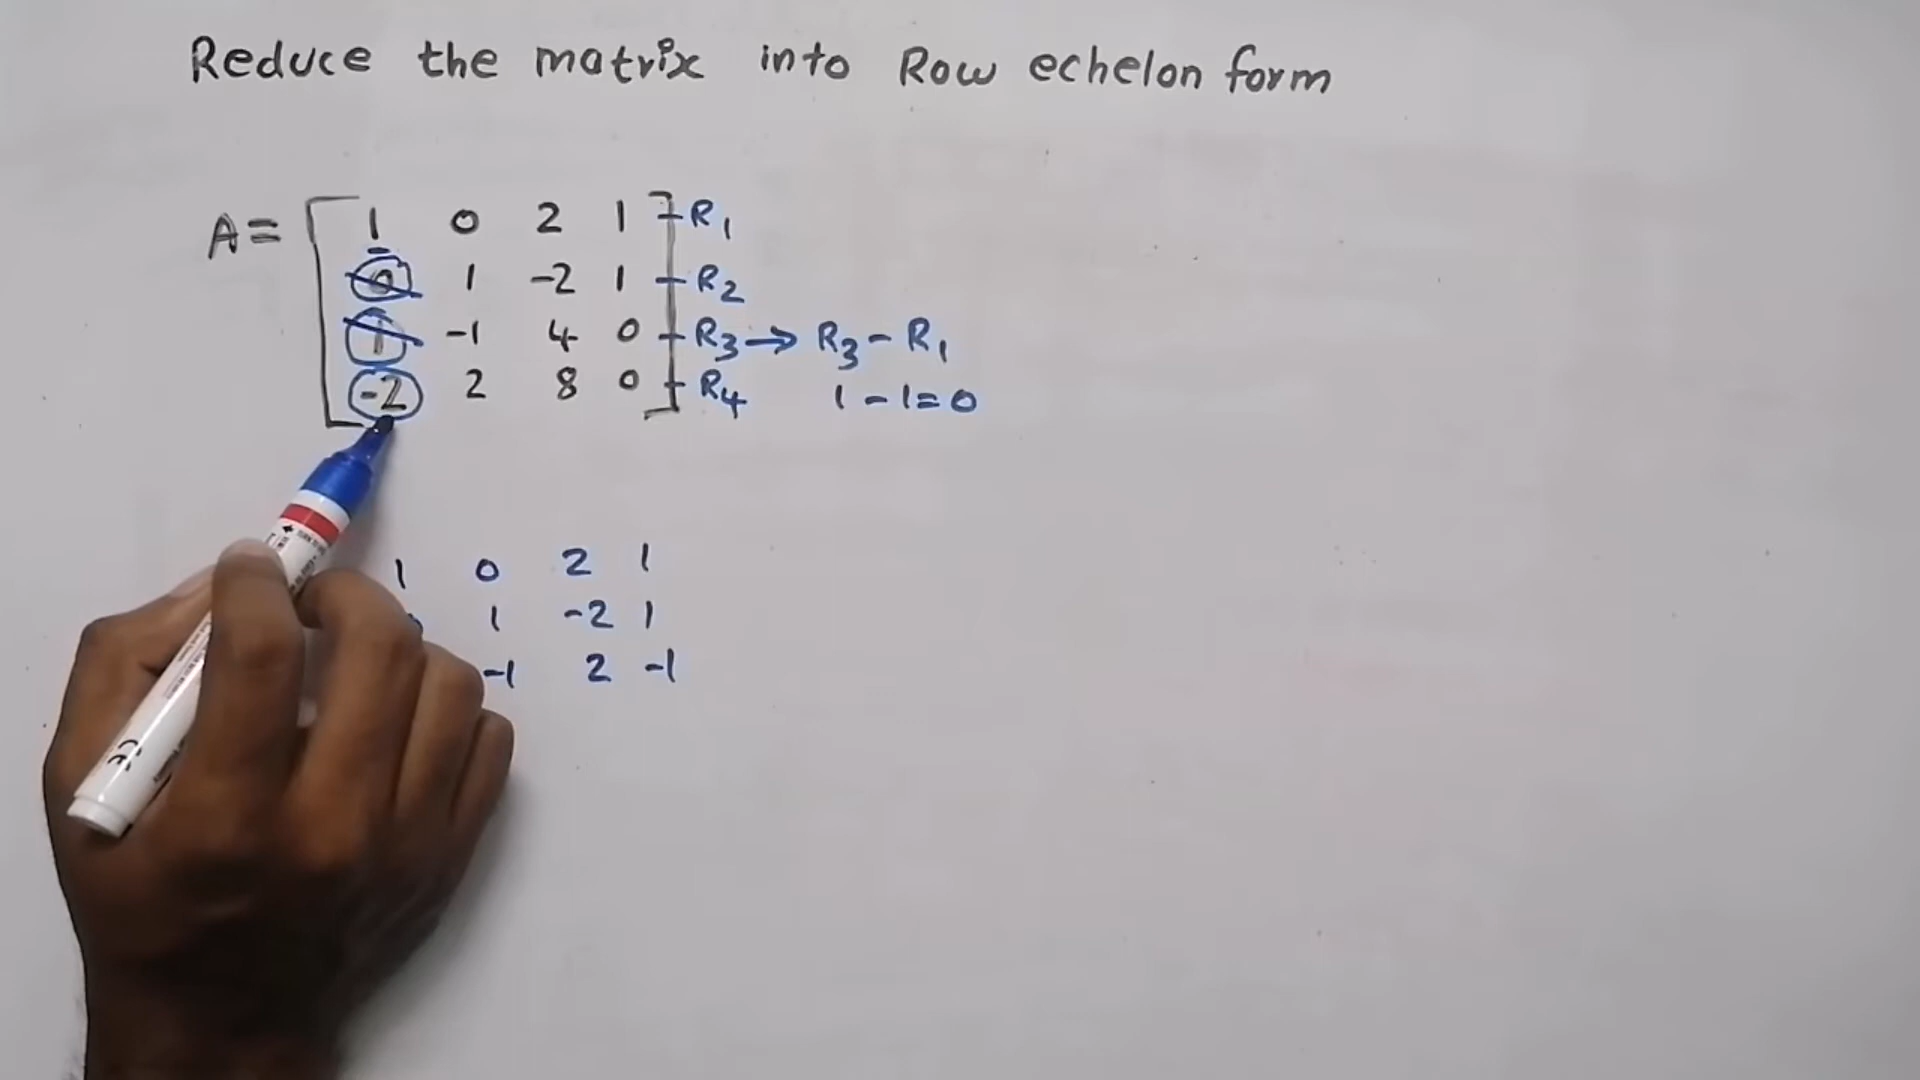 Reduce the matrix into Row echelon form
A = 1 0 2 1 R1
0 1 -2 1 R2
1 -1 4 0 R3 → R3 - R1
-2 2 8 0 R4 1 - 1 = 0
1 0 2 1
1 -2 1
-1 2 -1